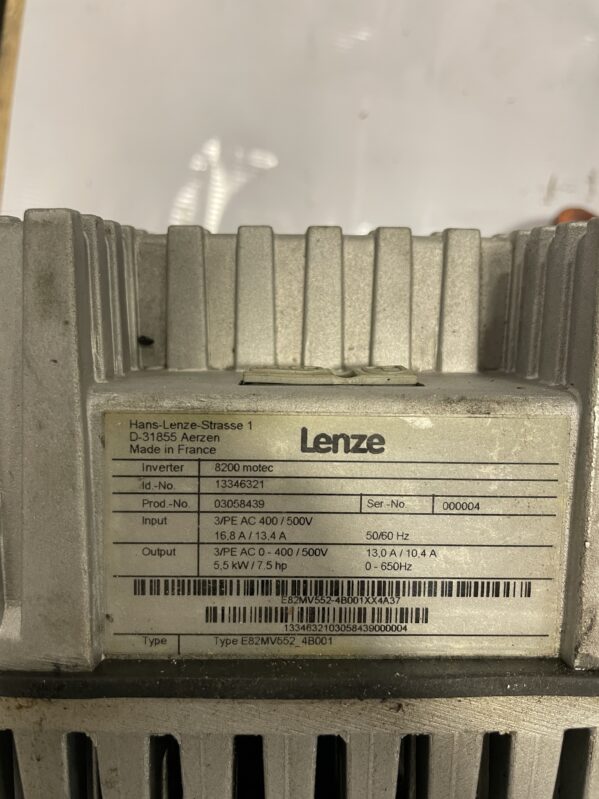 Hans-Lenze-Strasse 1
D-31855 Aerzen
Made in France
Lenze
Inverter 8200 motec
Id.-No. 13346321
Prod.-No. 03058439 Ser.-No. 000004
Input 3/PE AC 400 / 500V
16,8 A / 13,4 A 50/60 Hz
Output 3/PE AC 0 - 400 / 500V 13,0 A / 10,4 A
5,5 kW / 7.5 hp 0 - 650Hz
E82MV552-4B001XX4A37
1334632103058439000004
Type Type E82MV552_4B001